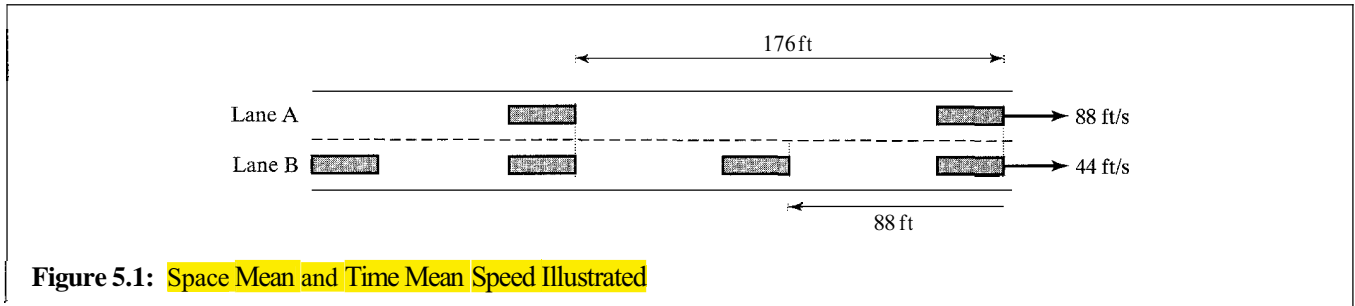 176 ft
Lane A
88 ft/s
Lane B
44 ft/s
88 ft
Figure 5.1: Space Mean and Time Mean Speed Illustrated